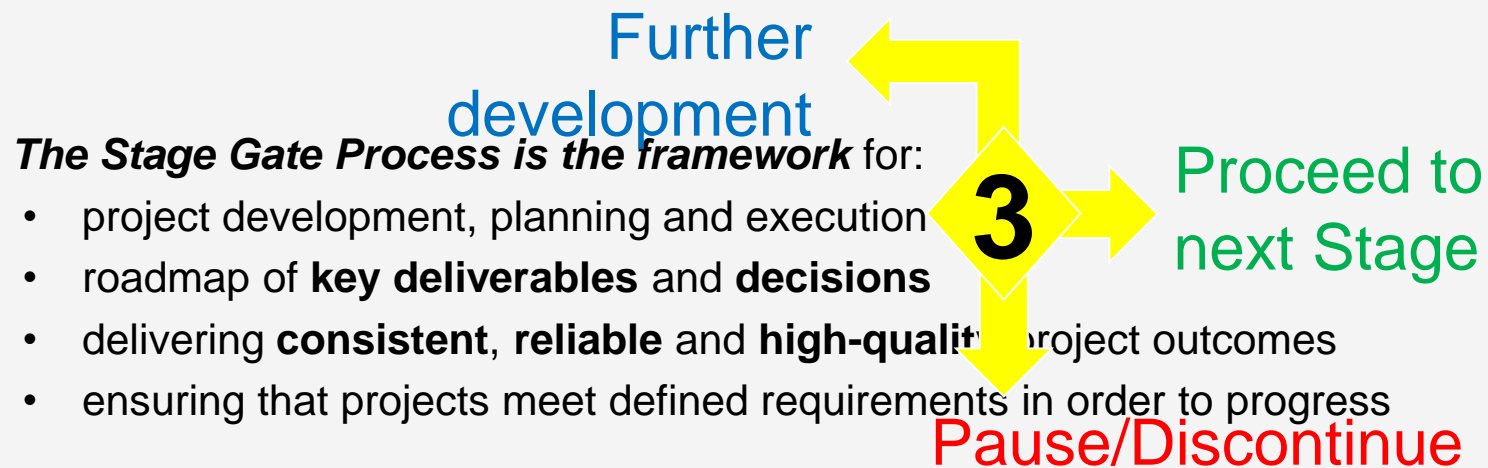 Further
development
The Stage Gate Process is the framework for:
• project development, planning and execution
3
Proceed to
next Stage
• roadmap of key deliverables and decisions
• delivering consistent, reliable and high-quality project outcomes
• ensuring that projects meet defined requirements in order to progress
Pause/Discontinue